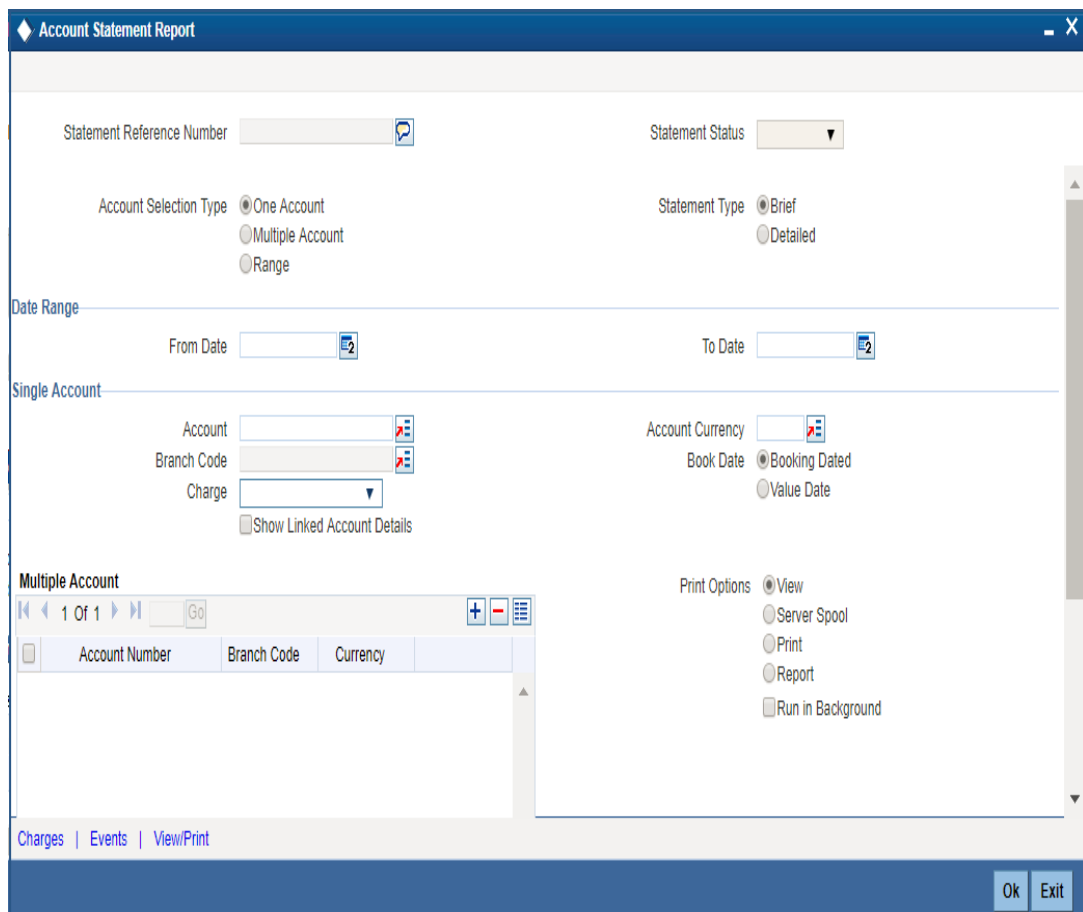 Account Statement Report
Statement Reference Number
Statement Status
Account Selection Type One Account
Multiple Account
Range
Statement Type Brief
Detailed
Date Range
From Date
To Date
Single Account
Account
Account Currency
Branch Code
Book Date Booking Dated
Charge
Value Date
Show Linked Account Details
Multiple Account
1 Of 1 Go
Account Number Branch Code Currency
Print Options View
Server Spool
Print
Report
Run in Background
Charges | Events | View/Print
Ok Exit